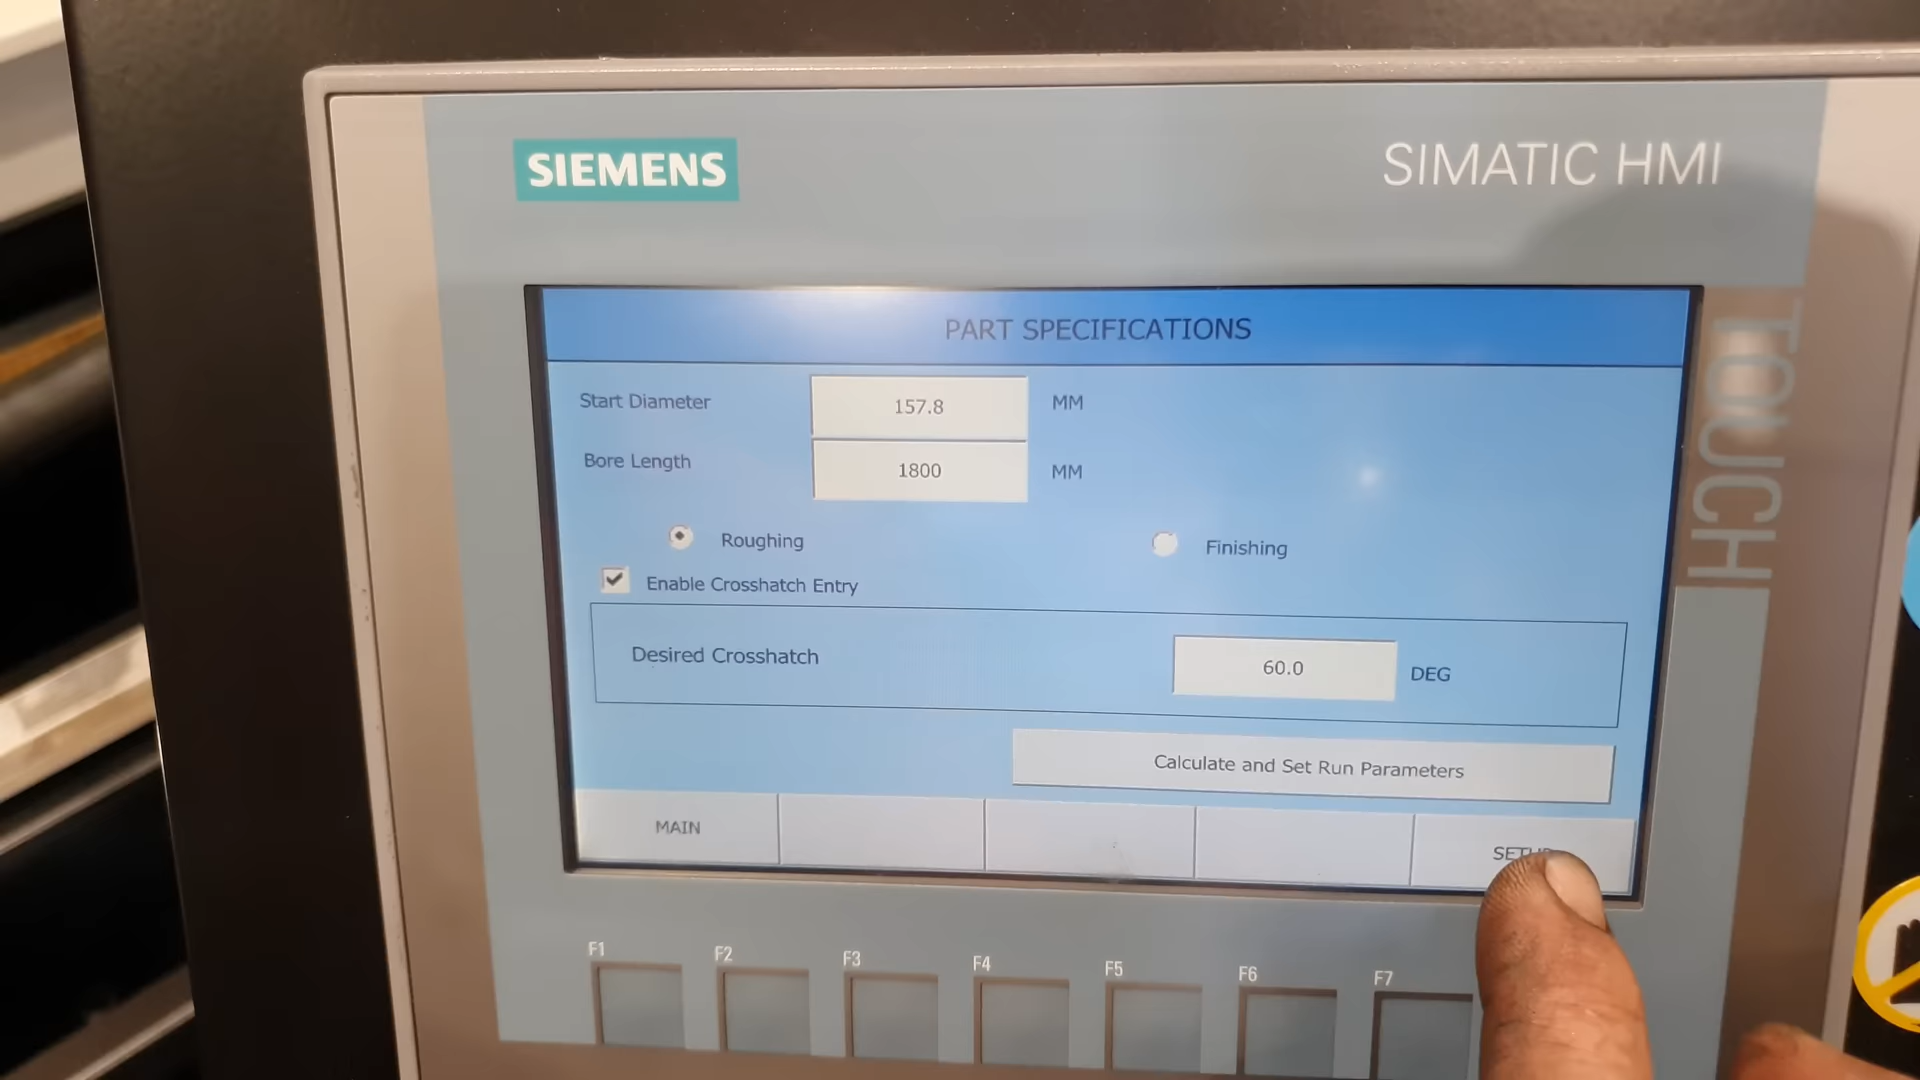 SIEMENS
SIMATIC HMI
TOUCH
PART SPECIFICATIONS
Start Diameter 157.8 MM
Bore Length 1800 MM
Roughing Finishing
Enable Crosshatch Entry
Desired Crosshatch 60.0 DEG
Calculate and Set Run Parameters
MAIN
F1 F2 F3 F4 F5 F6 F7